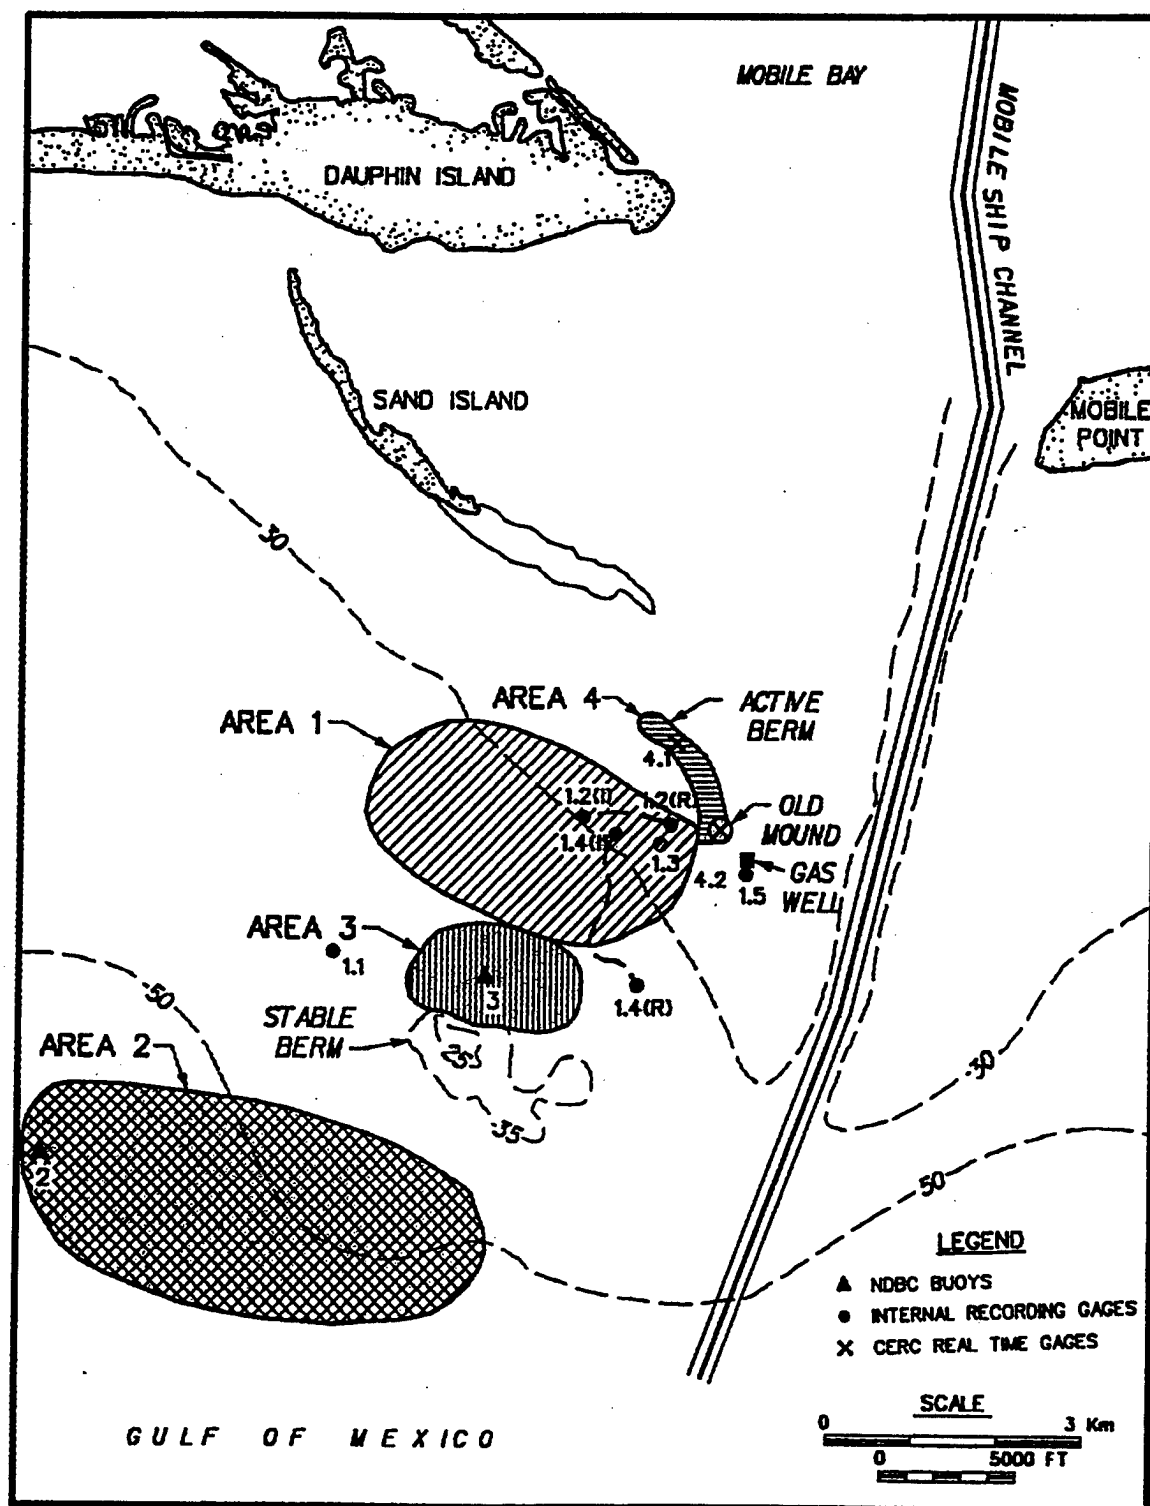 MOBILE BAY
MOBILE SHIP CHANNEL
DAUPHIN ISLAND
SAND ISLAND
MOBILE
POINT
30
AREA 4
ACTIVE
BERM
AREA 1
4.1
1.2(I)
1.2(R)
OLD
MOUND
1.4(I)
1.3
4.2
GAS
WELL
1.5
AREA 3
1.1
3
1.4(R)
-50
STABLE
BERM
AREA 2
-35
-30
2
50
LEGEND
NDBC BUOYS
INTERNAL RECORDING GAGES
CERC REAL TIME GAGES
SCALE
0 3 Km
0 5000 FT
GULF OF MEXICO